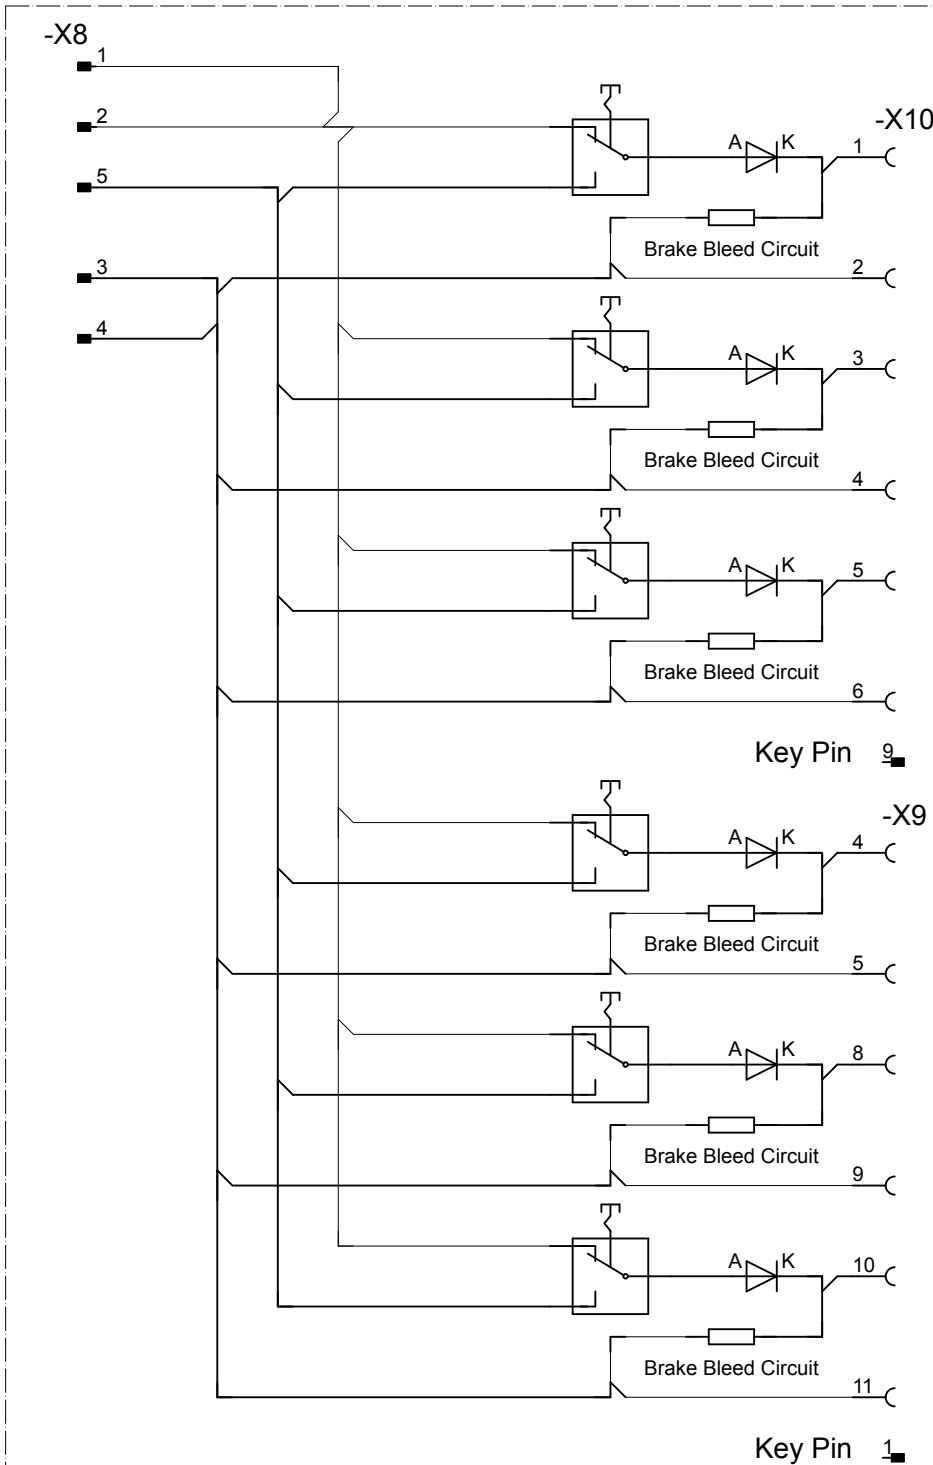 -X8
1
2
-X10
A K 1
5
Brake Bleed Circuit
3
2
4
A K 3
Brake Bleed Circuit
4
A K 5
Brake Bleed Circuit
6
Key Pin 9
-X9
A K 4
Brake Bleed Circuit
5
A K 8
Brake Bleed Circuit
9
A K 10
Brake Bleed Circuit
11
Key Pin 1